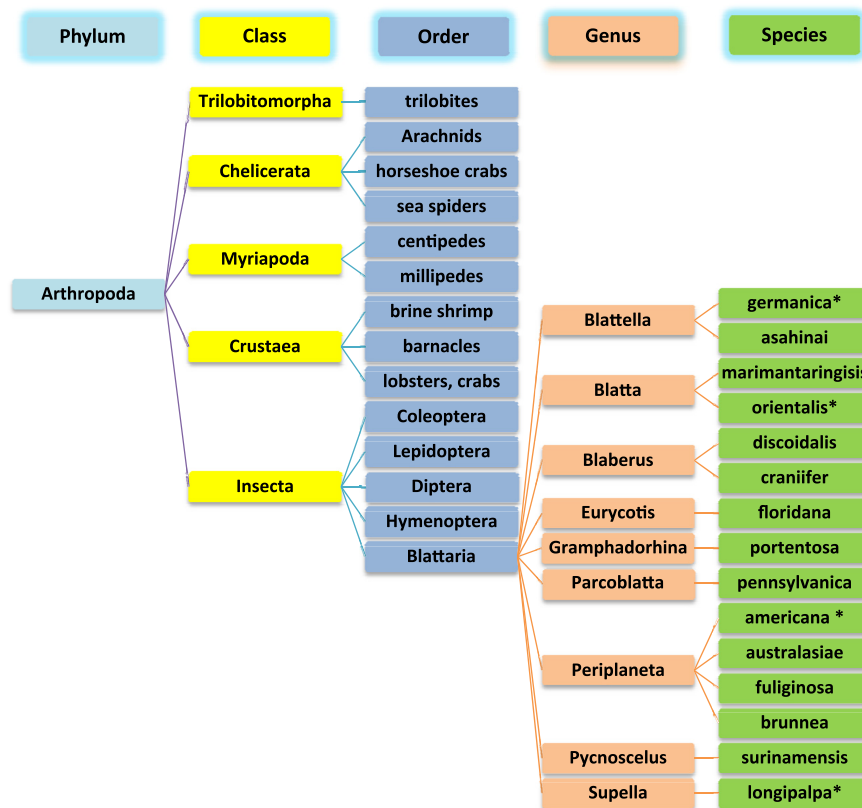 Phylum Class Order Genus Species
Trilobitomorpha trilobites
Arachnids
Chelicerata horseshoe crabs
sea spiders
centipedes
Myriapoda
millipedes
Arthropoda
brine shrimp
Crustaea barnacles
lobsters, crabs
Coleoptera
Lepidoptera
Insecta Diptera
Hymenoptera
Blattaria
Blattella germanica*
asahinai
Blatta marimantaringisis
orientalis*
Blaberus discoidalis
craniifer
Eurycotis floridana
Gramphadorhina portentosa
Parcoblatta pennsylvanica
Periplaneta americana *
australasiae
fuliginosa
brunnea
Pycnoscelus surinamensis
Supella longipalpa*